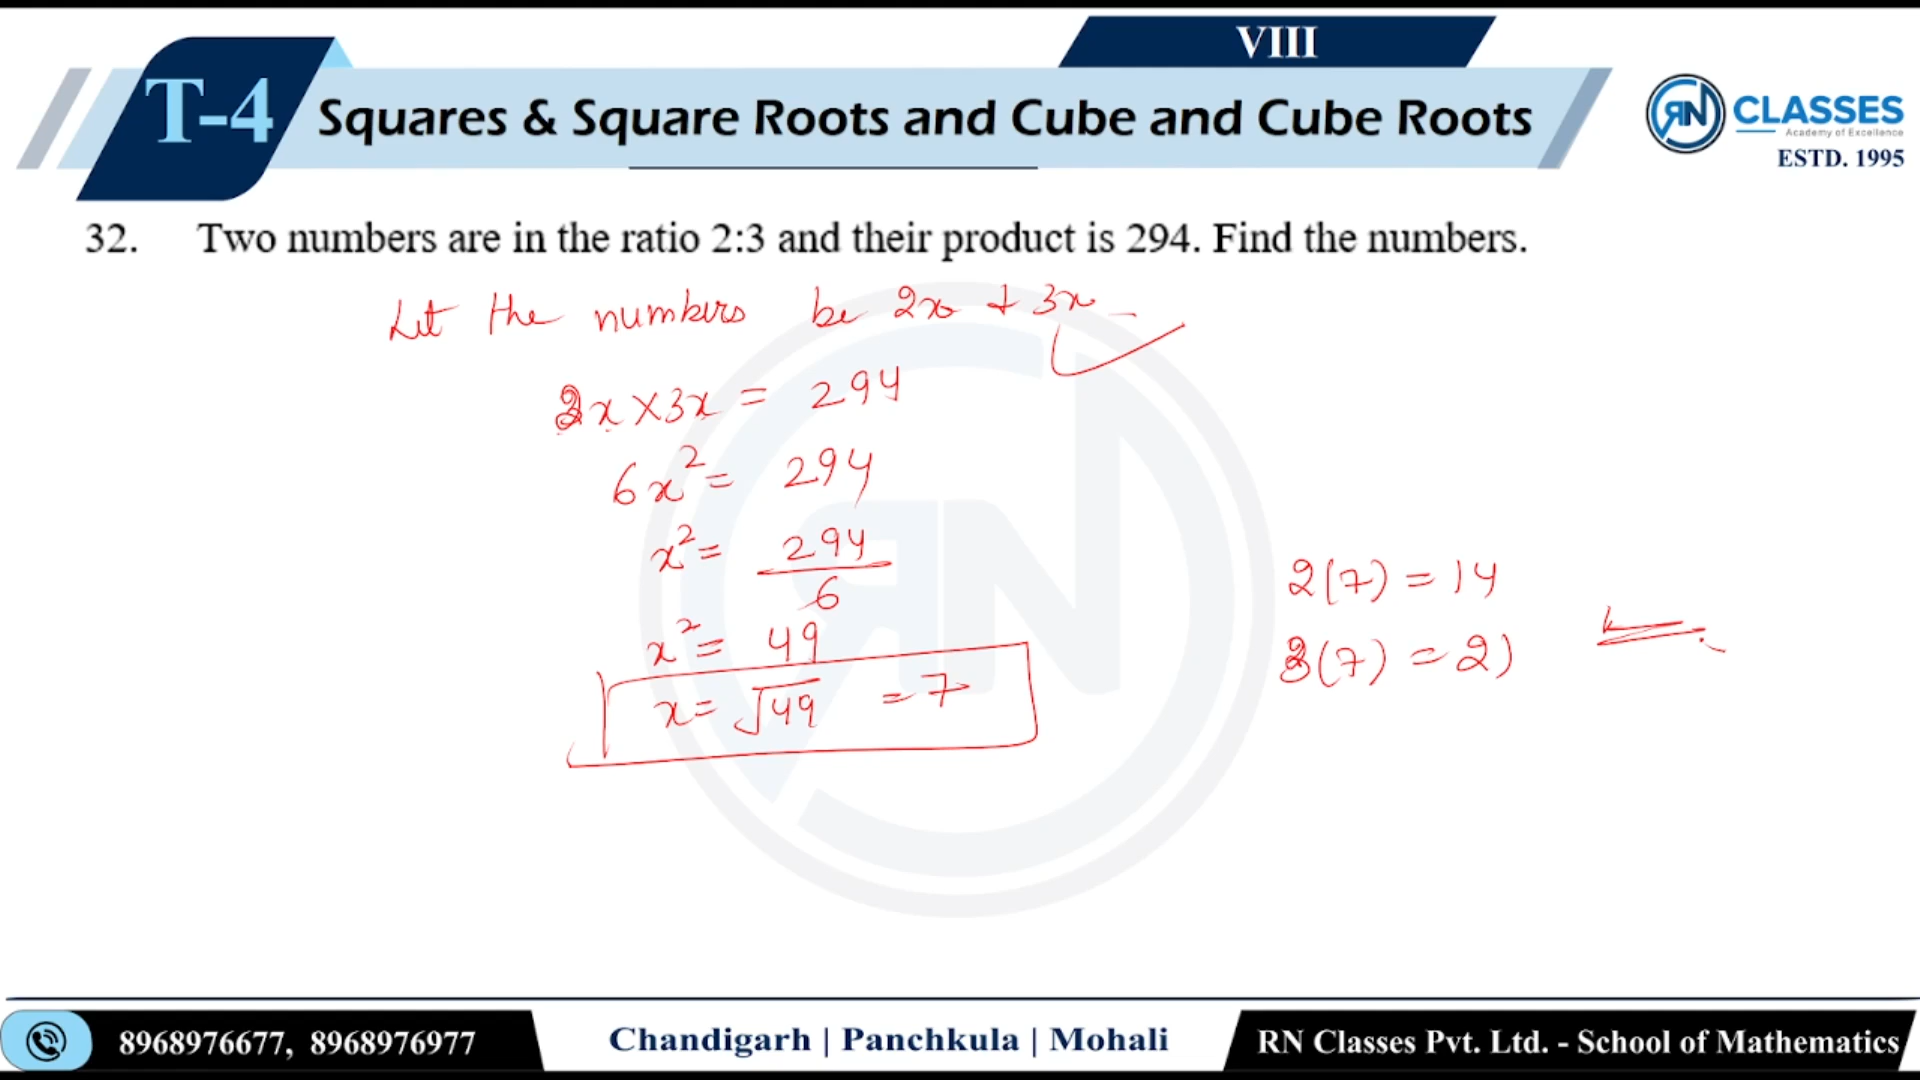 VIII
T-4 Squares & Square Roots and Cube and Cube Roots
RN CLASSES
Academy of Excellence
ESTD. 1995
32. Two numbers are in the ratio 2:3 and their product is 294. Find the numbers.
Let the numbers be 2x & 3x
2x × 3x = 294
6x² = 294
x² = 294/6
x² = 49
x = √49 = 7
2(7) = 14
3(7) = 21
RN
8968976677, 8968976977
Chandigarh | Panchkula | Mohali
RN Classes Pvt. Ltd. - School of Mathematics